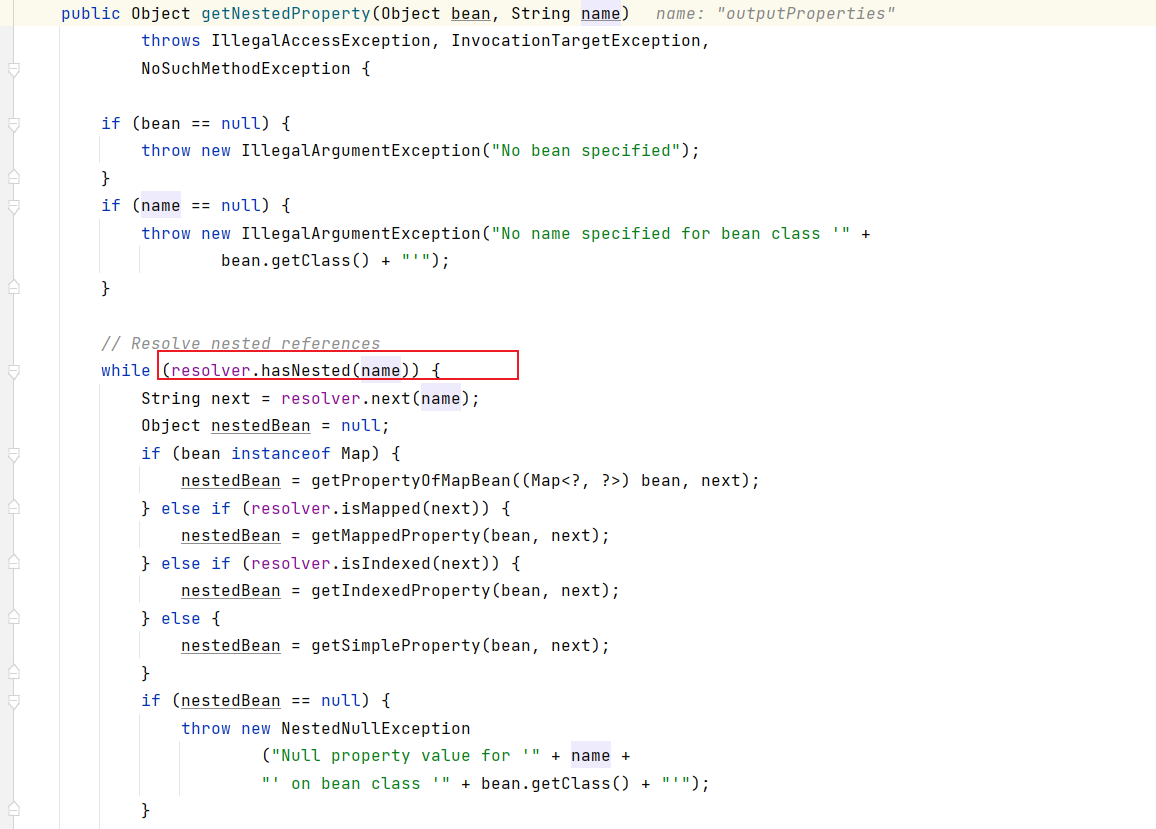 public Object getNestedProperty(Object bean, String name)   name: "outputProperties"
        throws IllegalAccessException, InvocationTargetException,
        NoSuchMethodException {

    if (bean == null) {
        throw new IllegalArgumentException("No bean specified");
    }
    if (name == null) {
        throw new IllegalArgumentException("No name specified for bean class '" +
                bean.getClass() + "'");
    }

    // Resolve nested references
    while (resolver.hasNested(name)) {
        String next = resolver.next(name);
        Object nestedBean = null;
        if (bean instanceof Map) {
            nestedBean = getPropertyOfMapBean((Map<?, ?>) bean, next);
        } else if (resolver.isMapped(next)) {
            nestedBean = getMappedProperty(bean, next);
        } else if (resolver.isIndexed(next)) {
            nestedBean = getIndexedProperty(bean, next);
        } else {
            nestedBean = getSimpleProperty(bean, next);
        }
        if (nestedBean == null) {
            throw new NestedNullException
                    ("Null property value for '" + name +
                    "' on bean class '" + bean.getClass() + "'");
        }